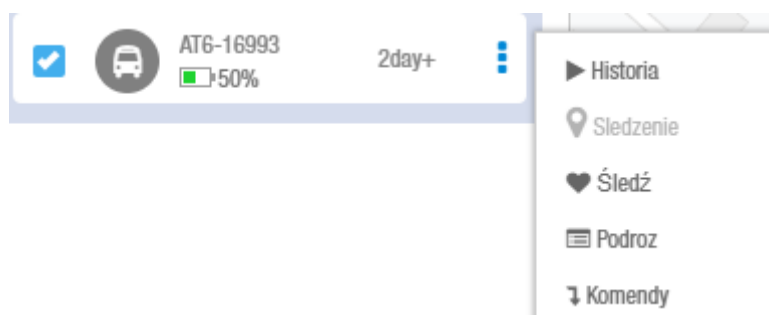 AT6-16993
50%
2day+
Historia
Sledzenie
Śledź
Podroz
Komendy